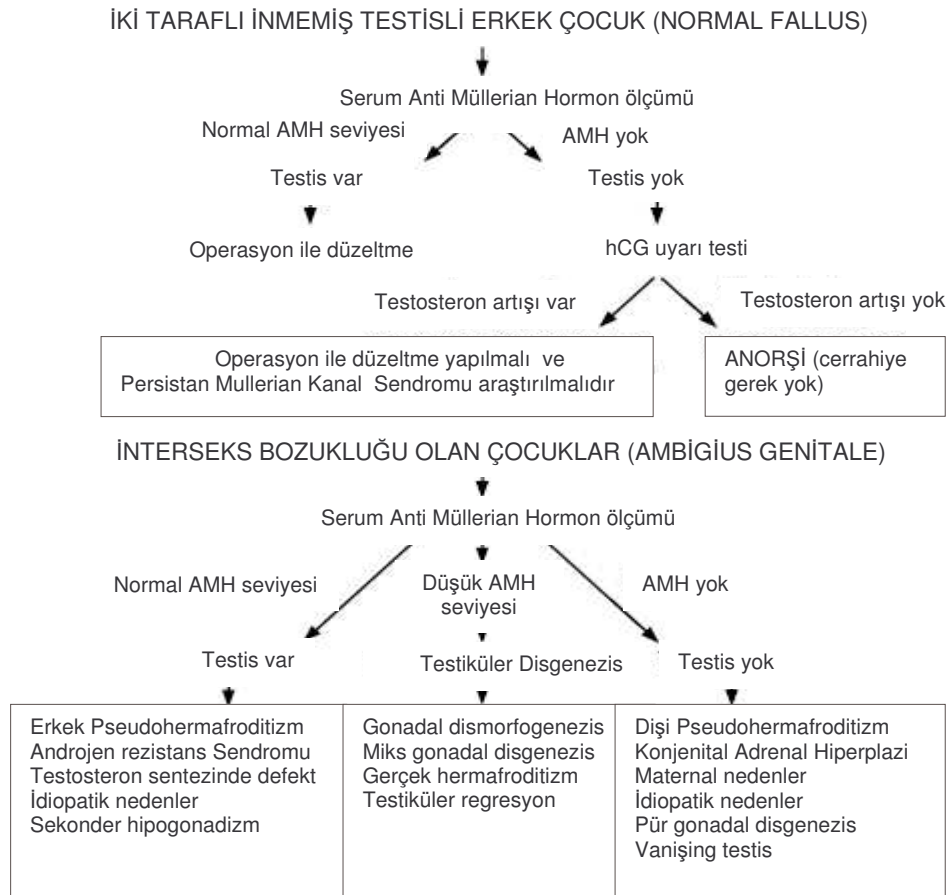 İKİ TARAFLI İNMEMİŞ TESTİSLİ ERKEK ÇOCUK (NORMAL FALLUS)
Serum Anti Müllerian Hormon ölçümü
Normal AMH seviyesi
AMH yok
Testis var
Testis yok
Operasyon ile düzeltme
hCG uyarı testi
Testosteron artışı var
Testosteron artışı yok
Operasyon ile düzeltme yapılmalı ve
Persistan Mullerian Kanal Sendromu araştırılmalıdır
ANORŞİ (cerrahiye
gerek yok)
İNTERSEKS BOZUKLUĞU OLAN ÇOCUKLAR (AMBİGİUS GENİTALE)
Serum Anti Müllerian Hormon ölçümü
Normal AMH seviyesi
Düşük AMH
seviyesi
AMH yok
Testis var
Testiküler Disgenezis
Testis yok
Erkek Pseudohermafroditizm
Androjen rezistans Sendromu
Testosteron sentezinde defekt
İdiopatik nedenler
Sekonder hipogonadizm
Gonadal dismorfogenezis
Miks gonadal disgenezis
Gerçek hermafroditizm
Testiküler regresyon
Dişi Pseudohermafroditizm
Konjenital Adrenal Hiperplazi
Maternal nedenler
İdiopatik nedenler
Pür gonadal disgenezis
Vanişing testis